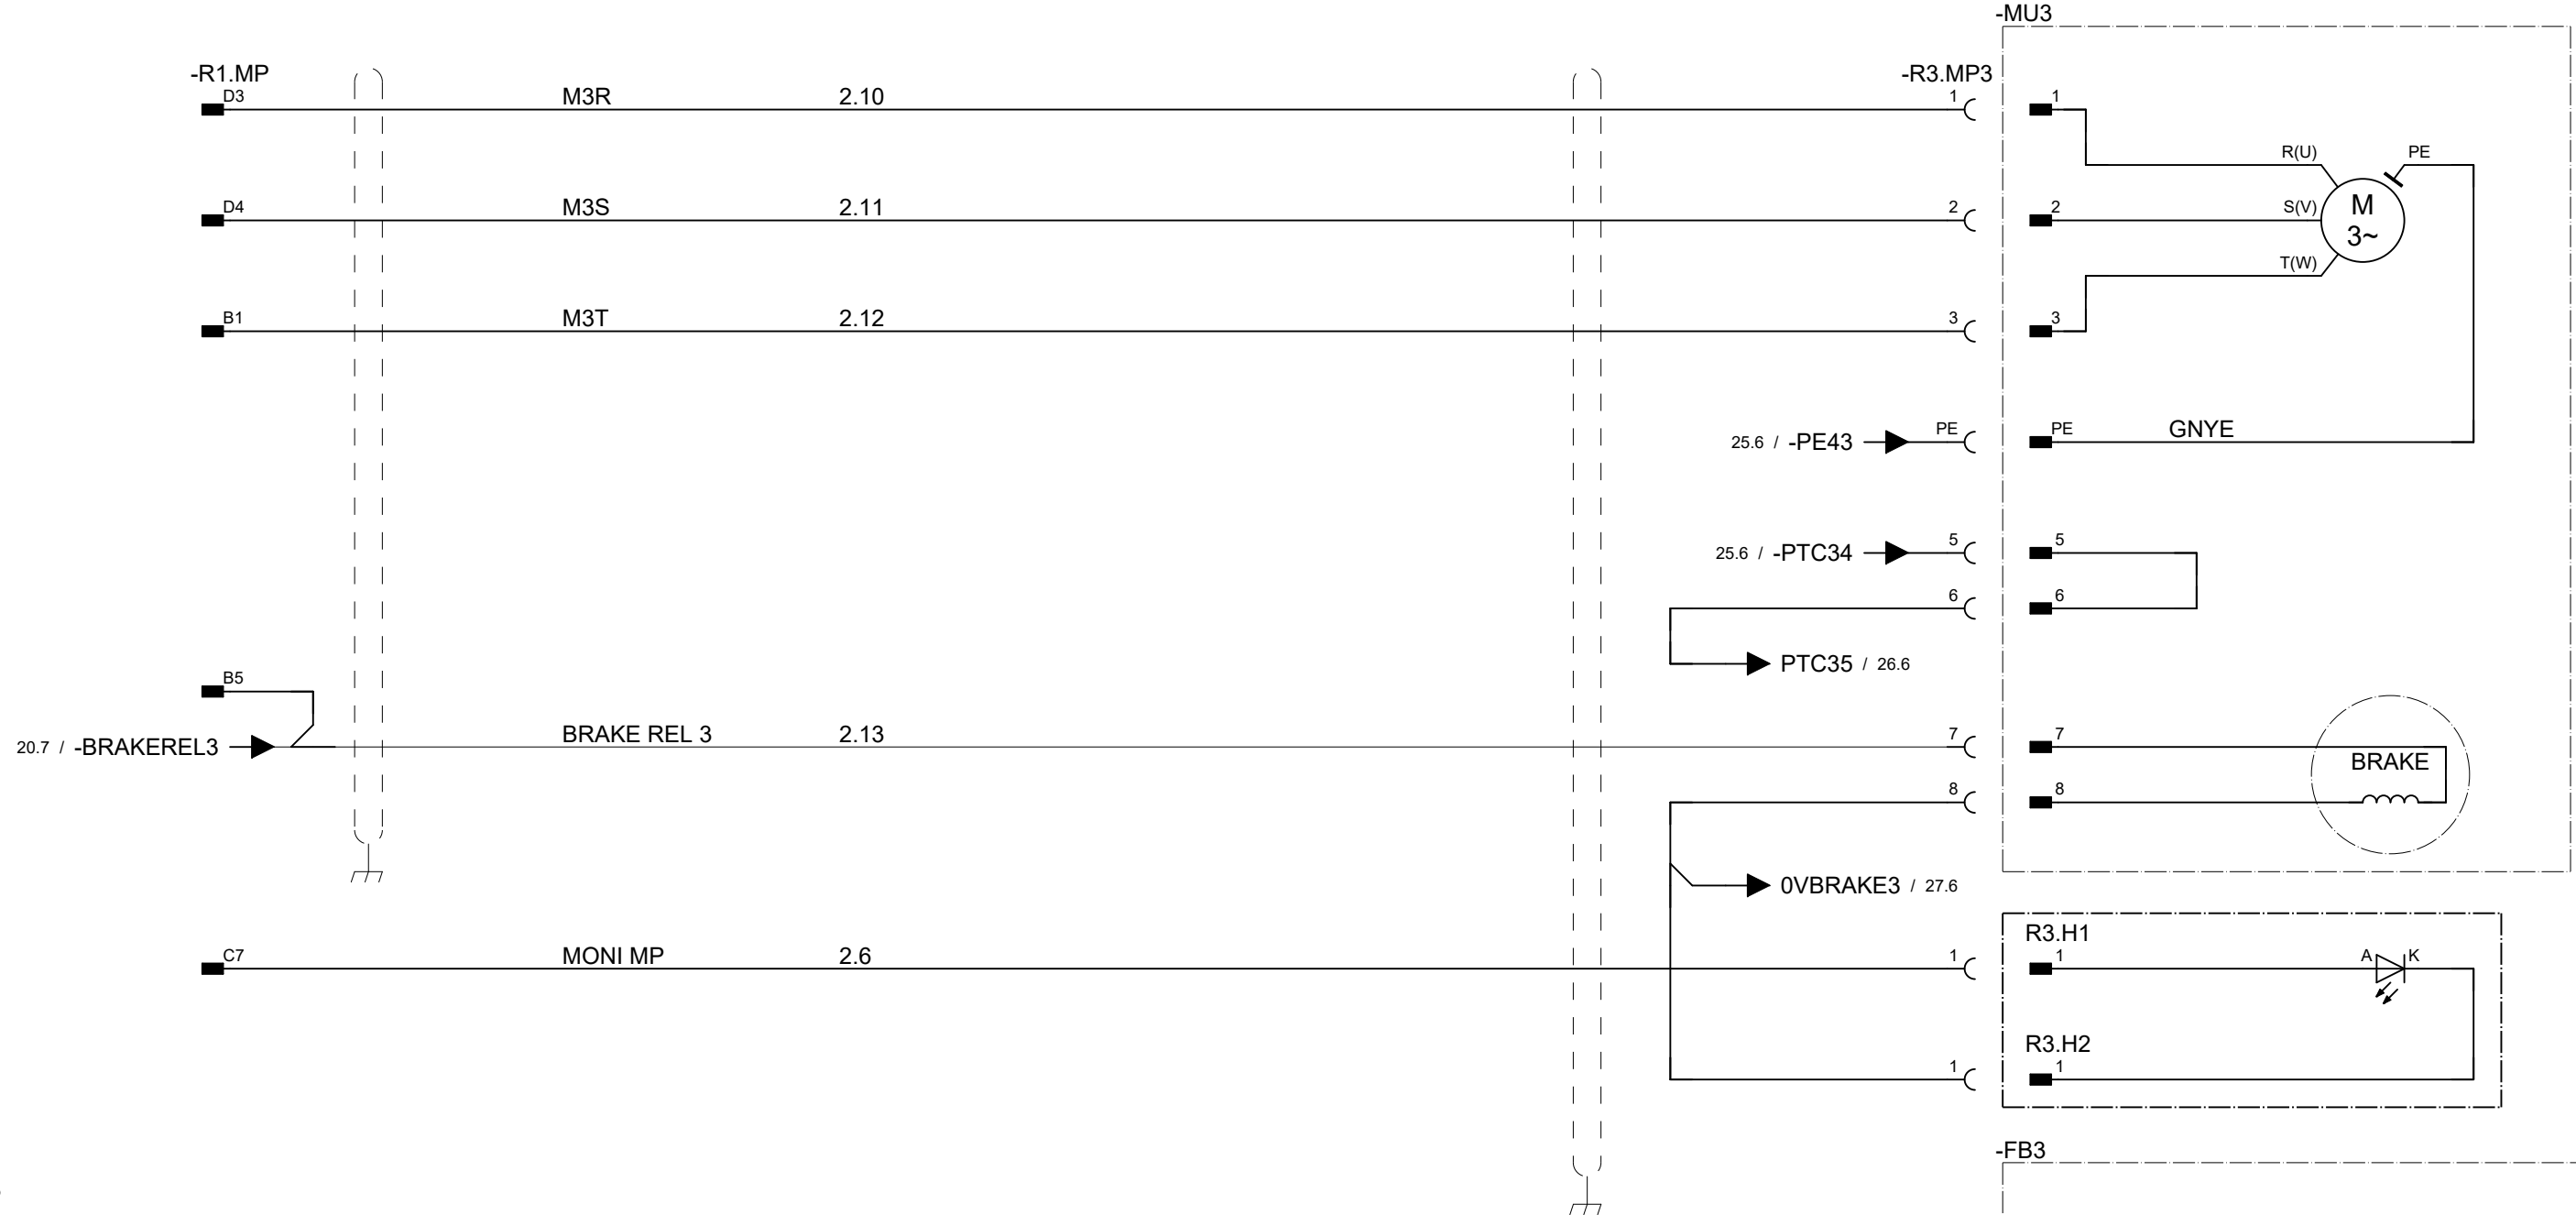 -MU3
-R1.MP
-R3.MP3
D3 M3R 2.10 1 1
R(U) PE
D4 M3S 2.11 2 2 S(V) M
3~
T(W)
B1 M3T 2.12 3 3
25.6 / -PE43 PE PE GNYE
25.6 / -PTC34 5 5
6 6
PTC35 / 26.6
B5
20.7 / -BRAKEREL3 BRAKE REL 3 2.13 7 7
BRAKE
8 8
0VBRAKE3 / 27.6
R3.H1
C7 MONI MP 2.6 1 1 A K
R3.H2
1 1
-FB3